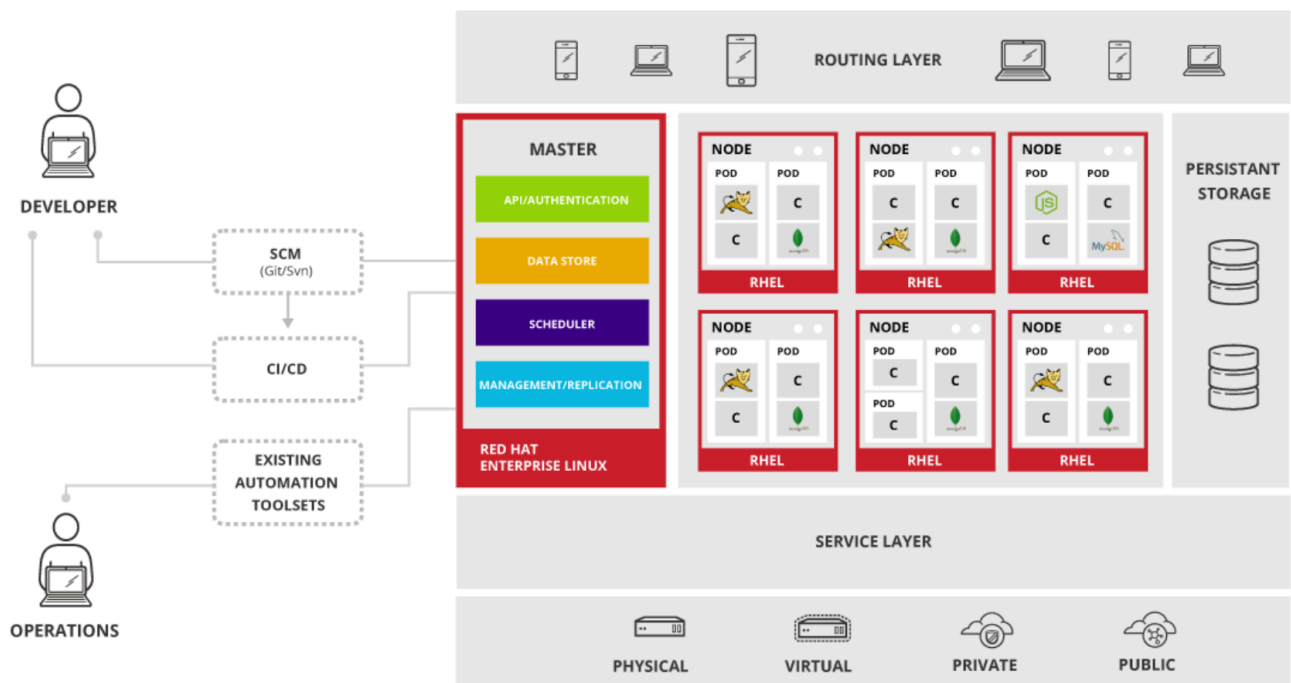 ROUTING LAYER
DEVELOPER
SCM
(Git/Svn)
CI/CD
EXISTING
AUTOMATION
TOOLSETS
OPERATIONS
MASTER
API/AUTHENTICATION
DATA STORE
SCHEDULER
MANAGEMENT/REPLICATION
RED HAT
ENTERPRISE LINUX
NODE
POD POD
C
C
RHEL
NODE
POD POD
C C
RHEL
NODE
POD POD
JS C
C MySQL
RHEL
NODE
POD POD
C
C
RHEL
NODE
POD POD
C C
POD
C
RHEL
NODE
POD POD
C
C
RHEL
PERSISTANT
STORAGE
SERVICE LAYER
PHYSICAL
VIRTUAL
PRIVATE
PUBLIC